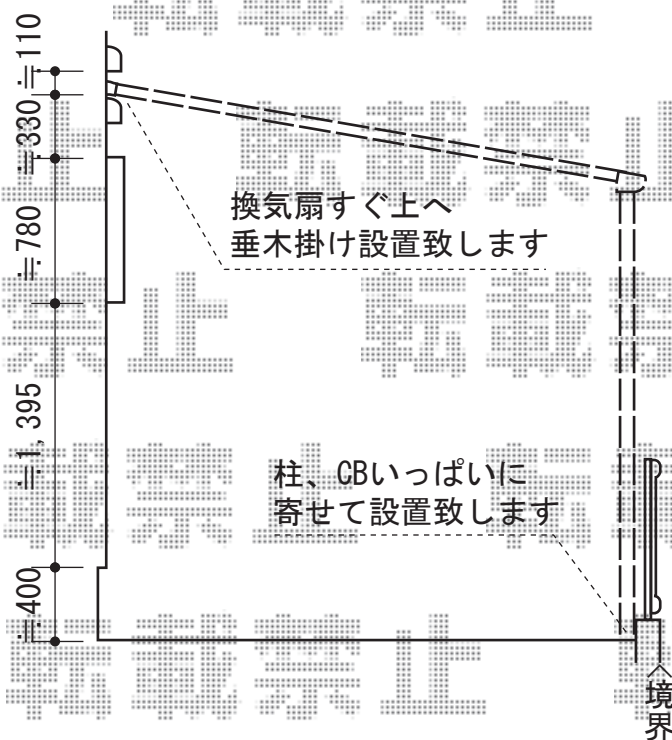 転載禁止
≒110
≒330
≒780
≒1,395
≒400
換気扇すぐ上へ
垂木掛け設置致します
柱、CBいっぱいに
寄せて設置致します
境界